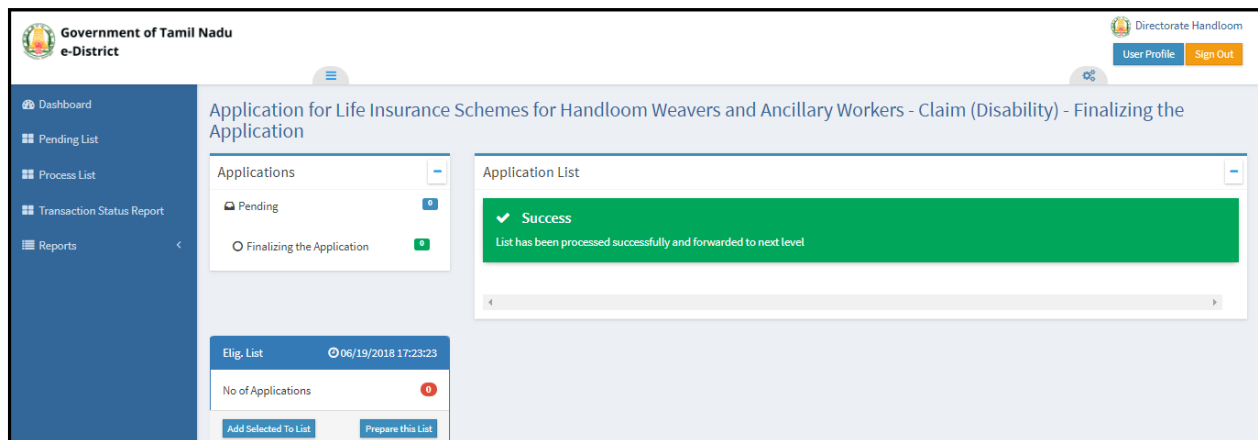 Government of Tamil Nadu
e-District
Directorate Handloom
User Profile
Sign Out
Dashboard
Pending List
Process List
Transaction Status Report
Reports
Application for Life Insurance Schemes for Handloom Weavers and Ancillary Workers - Claim (Disability) - Finalizing the
Application
Applications
Pending 0
Finalizing the Application 0
Application List
Success
List has been processed successfully and forwarded to next level
Elig. List 06/19/2018 17:23:23
No of Applications 0
Add Selected To List
Prepare this List